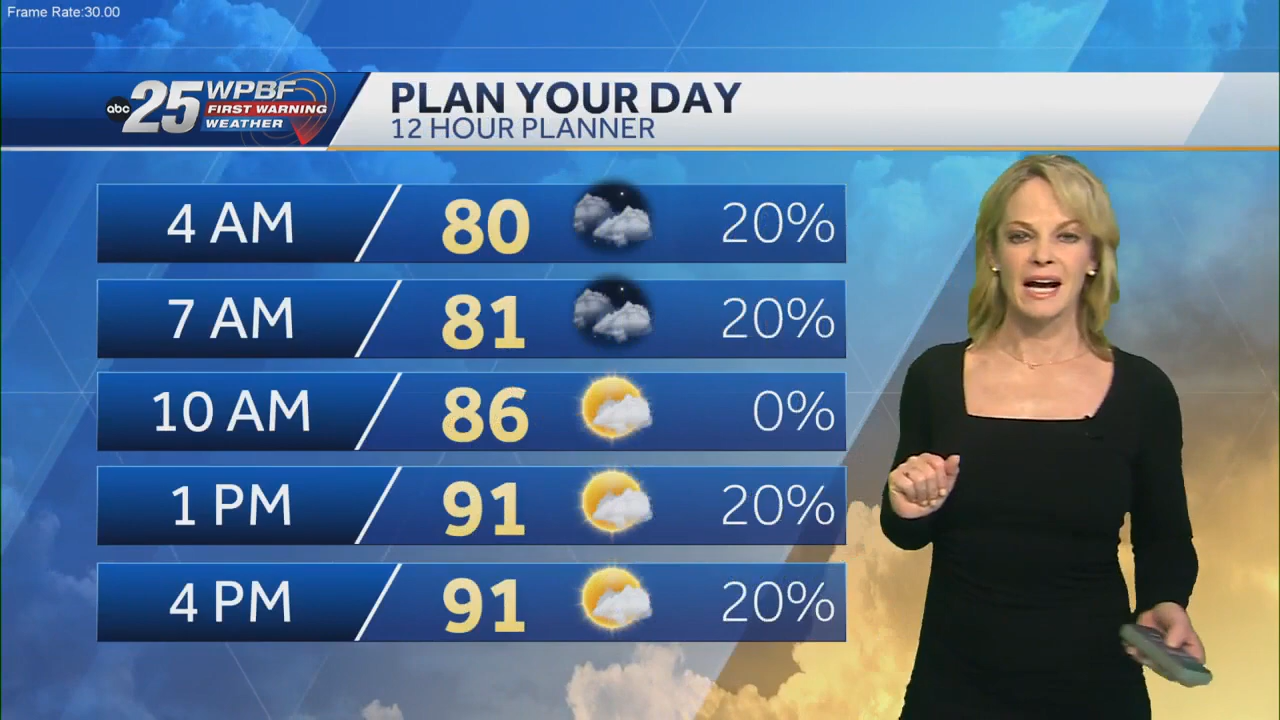 Frame Rate:30.00
abc 25 WPBF
FIRST WARNING
WEATHER
PLAN YOUR DAY
12 HOUR PLANNER
4 AM 80 20%
7 AM 81 20%
10 AM 86 0%
1 PM 91 20%
4 PM 91 20%